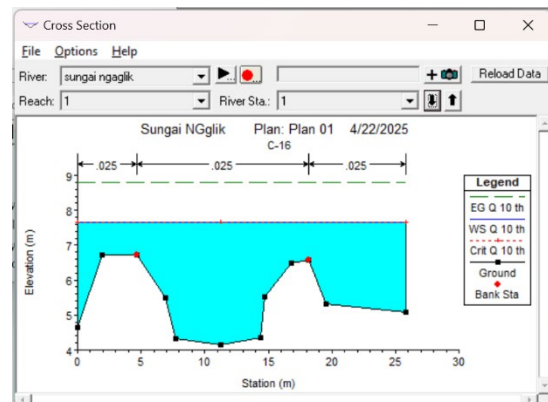 Cross Section
File Options Help
River: sungai ngaglik Reload Data
Reach: 1 River Sta.: 1
Sungai NGglik Plan: Plan 01 4/22/2025
C-16
.025 .025 .025
Legend
EG Q 10 th
WS Q 10 th
Crit Q 10 th
Ground
Bank Sta
Elevation (m)
9
8
7
6
5
4
0 5 10 15 20 25 30
Station (m)